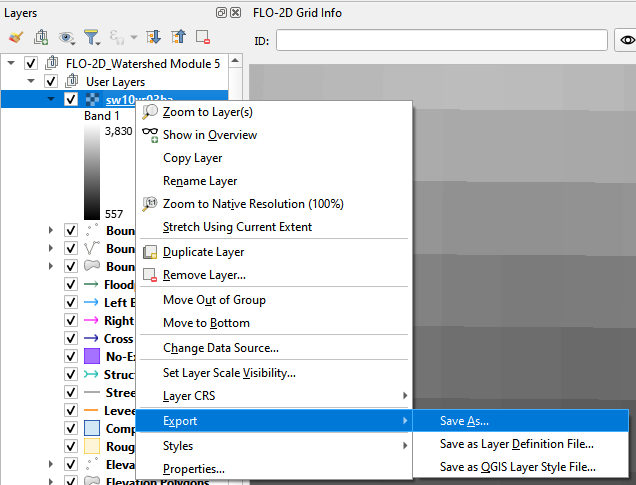 Layers
FLO-2D Grid Info
ID:
FLO-2D_Watershed Module 5
User Layers
Band 1
3,830
557
Boun
Boun
Boun
Flood
Left B
Right
Cross
No-Ex
Struct
Stree
Levee
Comp
Roug
Eleva
Elevation Polygons
Zoom to Layer(s)
Show in Overview
Copy Layer
Rename Layer
Zoom to Native Resolution (100%)
Stretch Using Current Extent
Duplicate Layer
Remove Layer...
Move Out of Group
Move to Bottom
Change Data Source...
Set Layer Scale Visibility...
Layer CRS
Export
Styles
Properties...
Save As...
Save as Layer Definition File...
Save as QGIS Layer Style File...